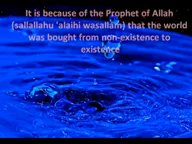 It is because of the Prophet of Allah
(sallallahu 'alaihi wasallam) that the world
was bought from non-existence to
existence